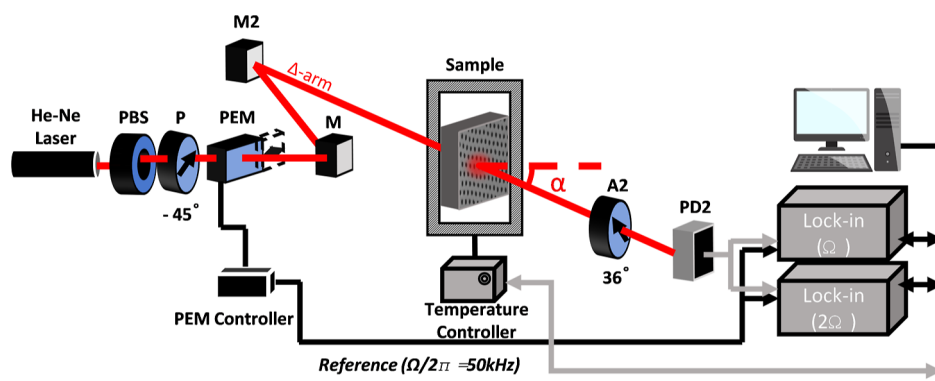 M2
Δ-arm
Sample
He-Ne
Laser
PBS
P
PEM
M
- 45°
α
A2
PD2
36°
Lock-in
(Ω)
Lock-in
(2Ω)
PEM Controller
Temperature
Controller
Reference (Ω/2π =50kHz)